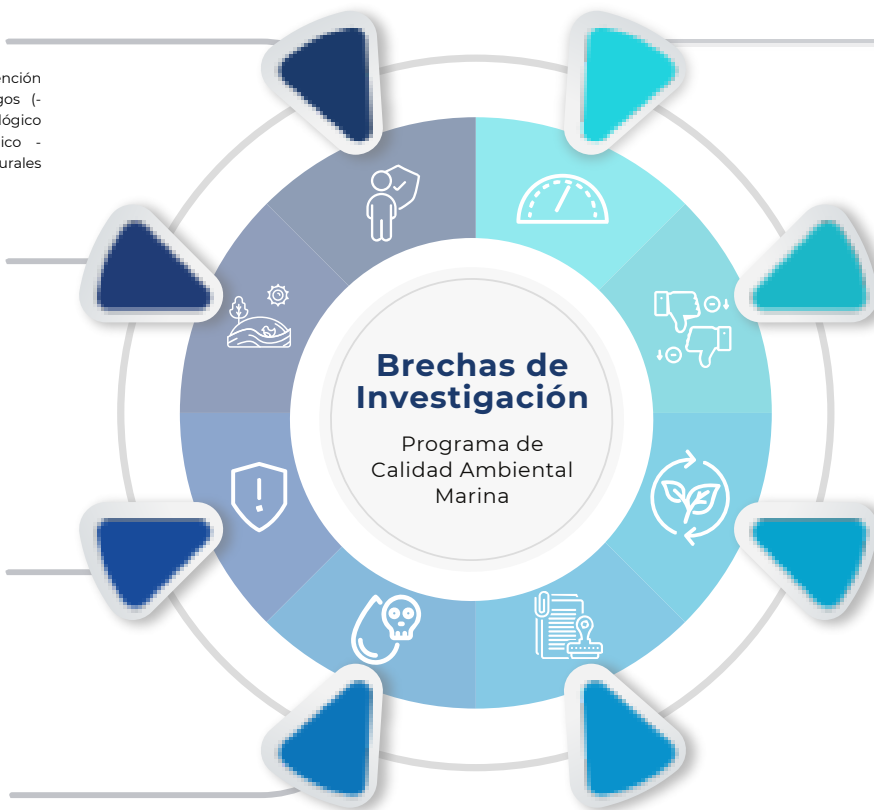 Brechas de
Investigación
Programa de
Calidad Ambiental
Marina